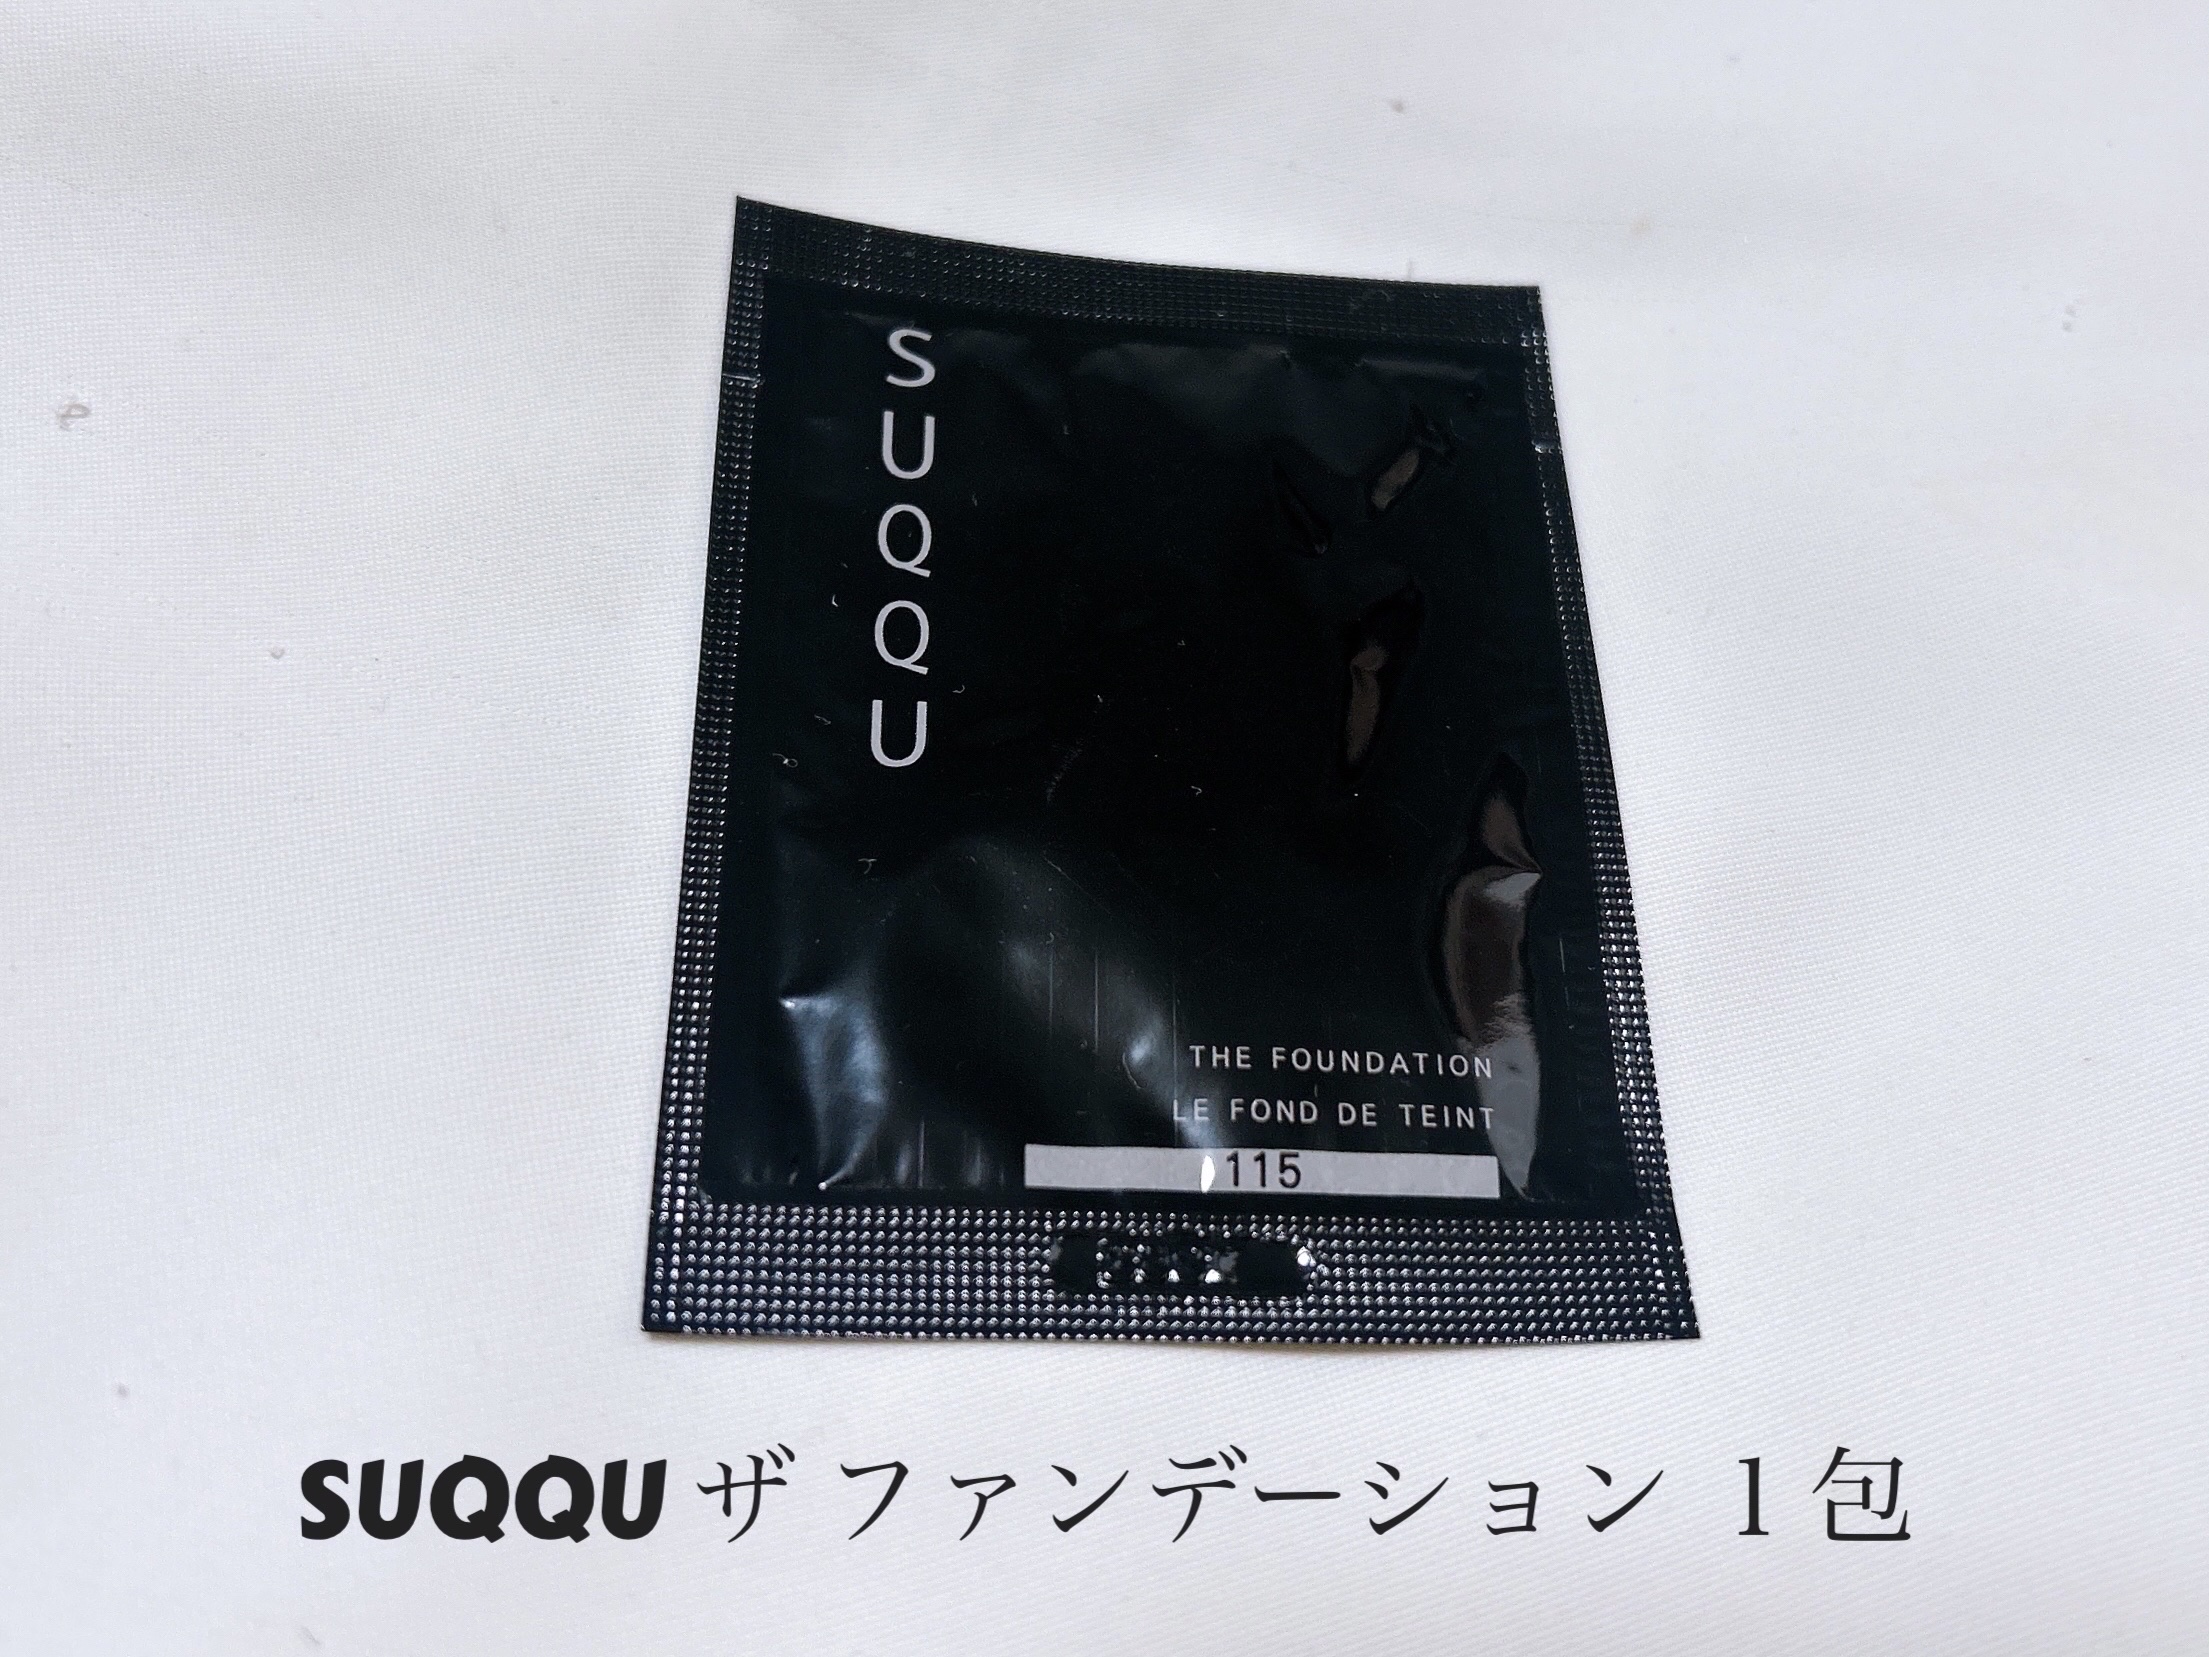 SUQQU
THE FOUNDATION
LE FOND DE TEINT
115
SUQQU ザ ファンデーション 1包